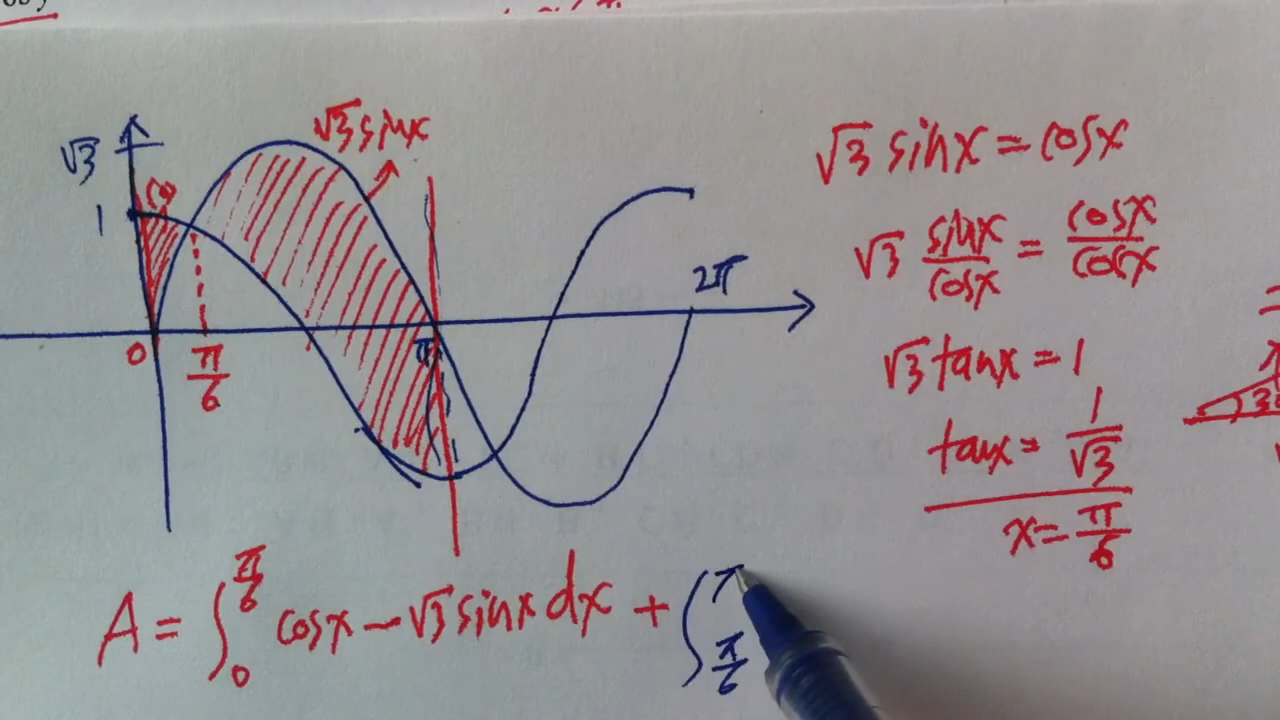 √3 sinx
√3
1
0
π/6
π
2π
√3 sinx = cosx
√3 sinx/cosx = cosx/cosx
√3 tanx = 1
tanx = 1/√3
x = π/6
A = ∫₀^(π/6) cosx − √3 sinx dx + ∫_(π/6)^π